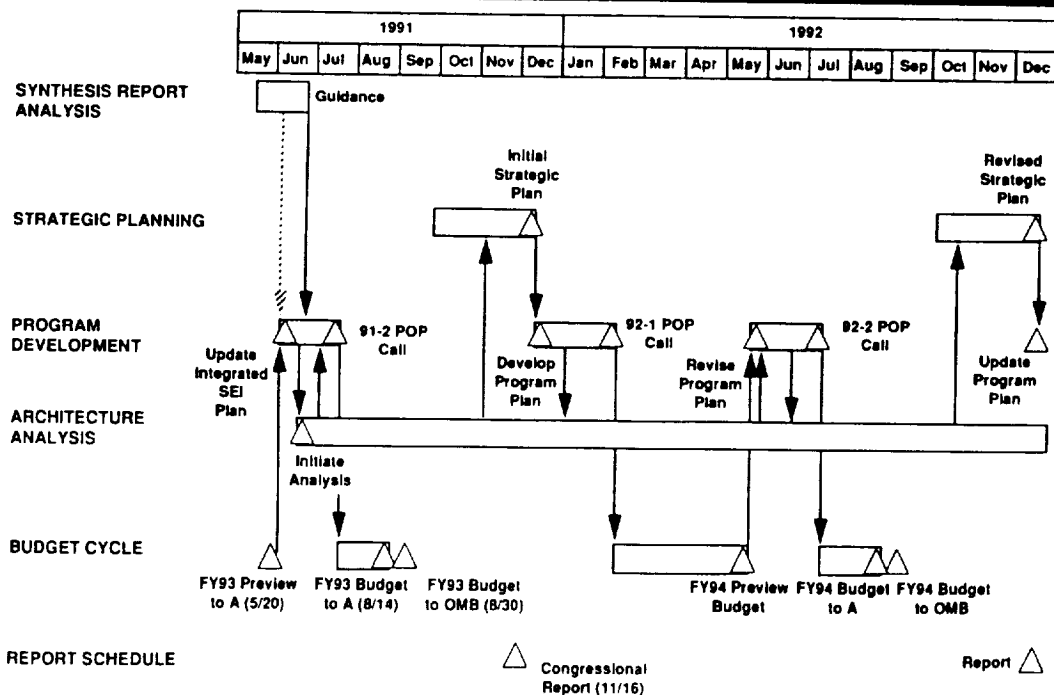 1991
1992
May Jun Jul Aug Sep Oct Nov Dec Jan Feb Mar Apr May Jun Jul Aug Sep Oct Nov Dec
SYNTHESIS REPORT
ANALYSIS
Guidance
Initial
Strategic
Plan
Revised
Strategic
Plan
STRATEGIC PLANNING
PROGRAM
DEVELOPMENT
91-2 POP
Call
92-1 POP
Call
92-2 POP
Call
Update
Integrated
SEI
Plan
Develop
Program
Plan
Revise
Program
Plan
Update
Program Plan
ARCHITECTURE
ANALYSIS
Initiate
Analysis
BUDGET CYCLE
FY93 Preview
to A (5/20)
FY93 Budget
to A (8/14)
FY93 Budget
to OMB (8/30)
FY94 Preview
Budget
FY94 Budget
to A
FY94 Budget
to OMB
REPORT SCHEDULE
Congressional
Report (11/16)
Report